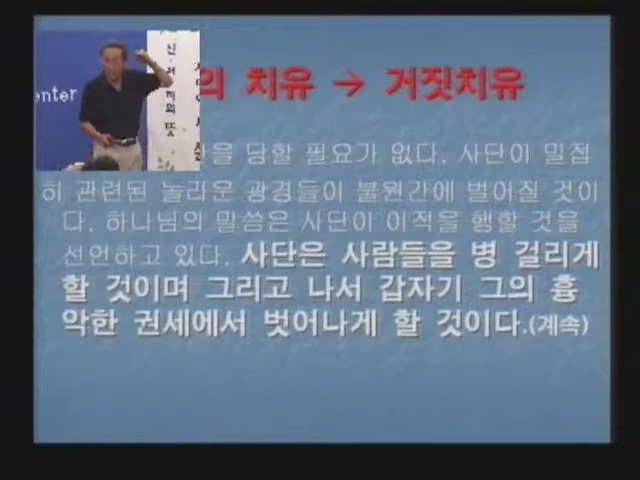 enter
의 치유 → 거짓치유
을 당할 필요가 없다. 사단이 밀접
히 관련된 놀라운 광경들이 불원간에 벌어질 것이
다. 하나님의 말씀은 사단이 이적을 행할 것을
선언하고 있다. 사단은 사람들을 병 걸리게
할 것이며 그리고 나서 갑자기 그의 흉
악한 권세에서 벗어나게 할 것이다.(계속)